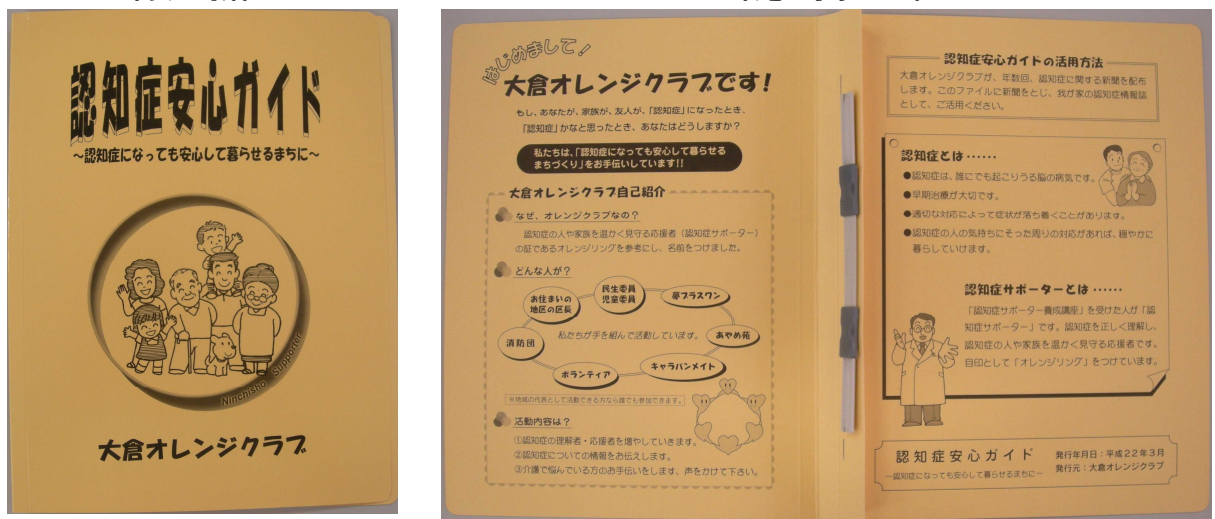 認知症安心ガイド
～認知症になっても安心して暮らせるまちに～
Ninchisho Supporter
大倉オレンジクラブ
はじめまして！
大倉オレンジクラブです！
もし、あなたが、家族が、友人が、「認知症」になったとき、
「認知症」かなと思ったとき、あなたはどうしますか？
私たちは、「認知症になっても安心して暮らせる
まちづくり」をお手伝いしています!!
大倉オレンジクラブ自己紹介
なぜ、オレンジクラブなの？
認知症の人や家族を温かく見守る応援者（認知症サポーター）
の証であるオレンジリングを参考にし、名前をつけました。
どんな人が？
お住まいの
地区の区長
民生委員
児童委員
夢プラスワン
消防団
私たちが手を組んで活動しています。
あやめ苑
ボランティア
キャラバンメイト
※地域の代表として活動できる方なら誰でも参加できます。
活動内容は？
①認知症の理解者・応援者を増やしていきます。
②認知症についての情報をお伝えします。
③介護で悩んでいる方のお手伝いをします、声をかけて下さい。
認知症安心ガイドの活用方法
大倉オレンジクラブが、年数回、認知症に関する新聞を配布
します。このファイルに新聞をとじ、我が家の認知症情報誌
として、ご活用ください。
認知症とは……
●認知症は、誰にでも起こりうる脳の病気です。
●早期治療が大切です。
●適切な対応によって症状が落ち着くことがあります。
●認知症の人の気持ちにそった周りの対応があれば、穏やかに
暮らしていけます。
認知症サポーターとは……
「認知症サポーター養成講座」を受けた人が「認
知症サポーター」です。認知症を正しく理解し、
認知症の人や家族を温かく見守る応援者です。
目印として「オレンジリング」をつけています。
認知症安心ガイド
～認知症になっても安心して暮らせるまちに～
発行年月日：平成22年3月
発行元：大倉オレンジクラブ